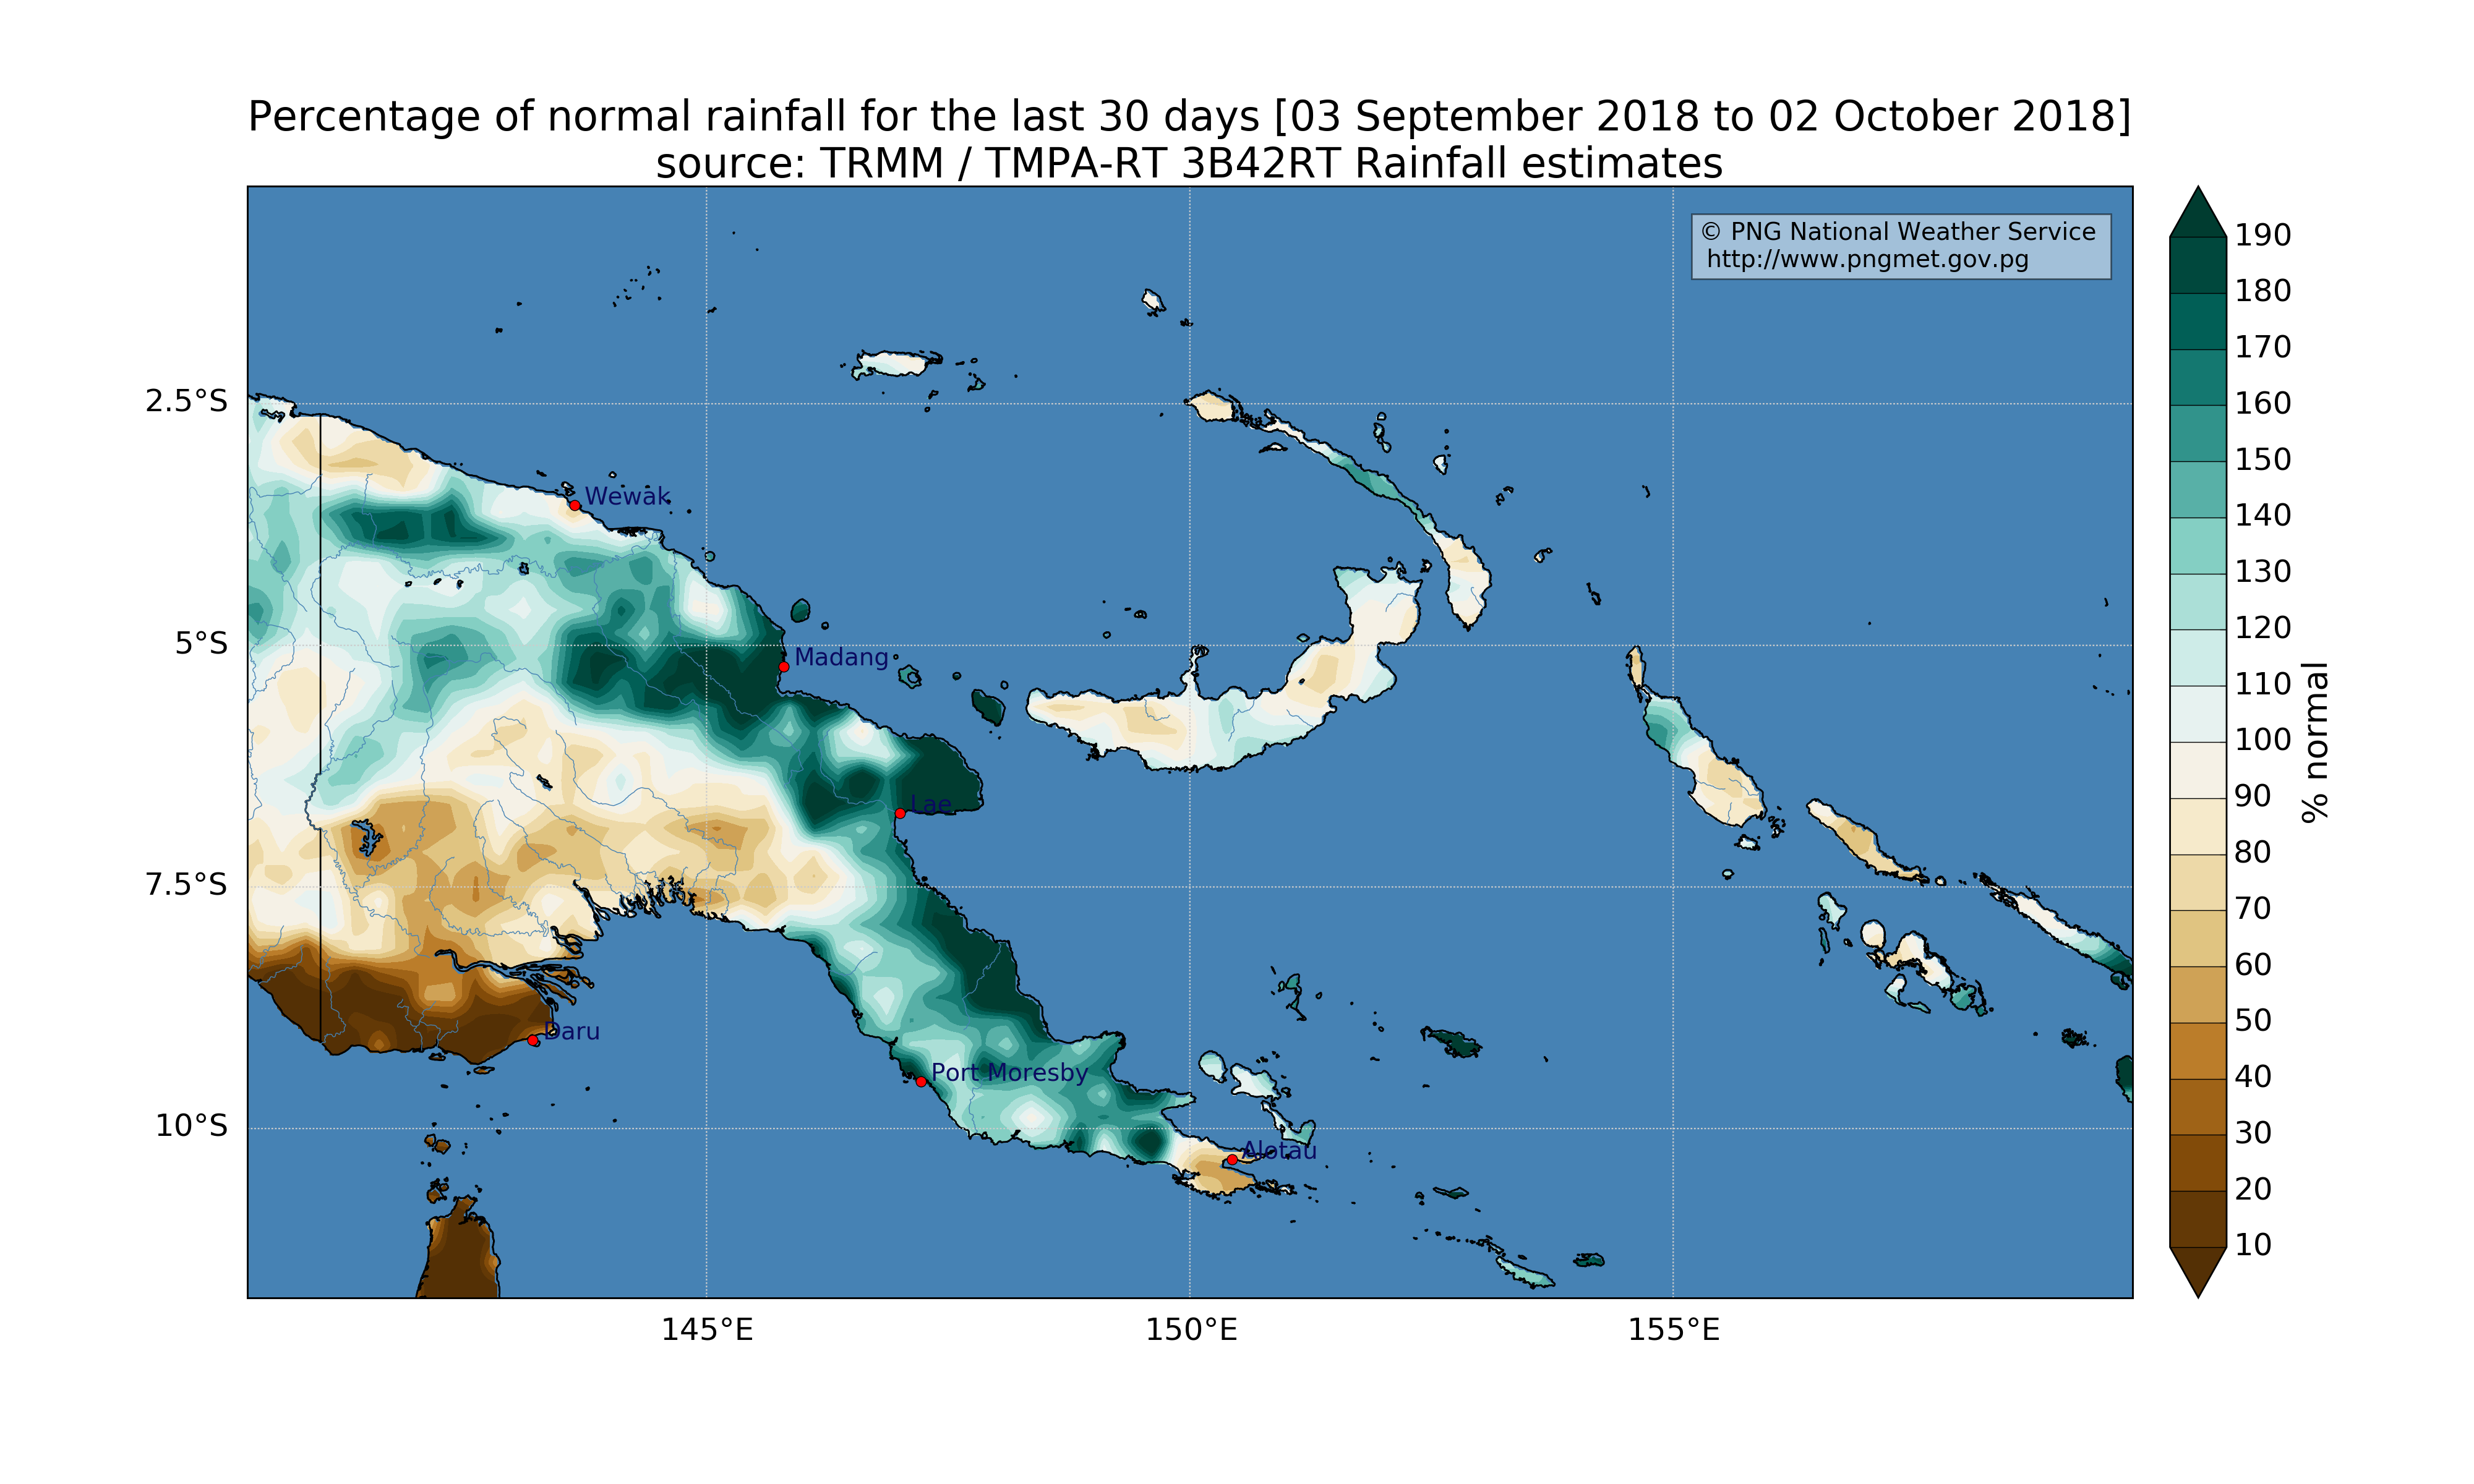 Percentage of normal rainfall for the last 30 days [03 September 2018 to 02 October 2018]
source: TRMM / TMPA-RT 3B42RT Rainfall estimates
© PNG National Weather Service
http://www.pngmet.gov.pg
2.5°S
5°S
7.5°S
10°S
Wewak
Madang
Lae
Daru
Port Moresby
Alotau
145°E
150°E
155°E
190
180
170
160
150
140
130
120
110
100
90
80
70
60
50
40
30
20
10
% normal